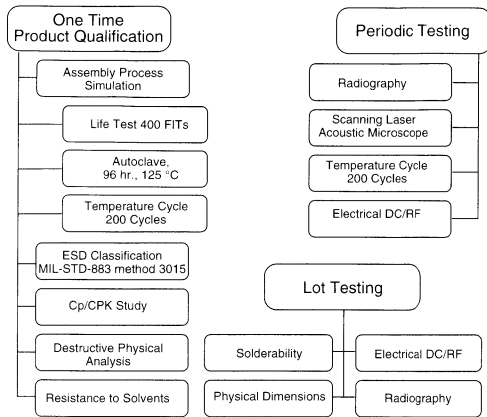 One Time
Product Qualification
Assembly Process
Simulation
Life Test 400 FITs
Autoclave,
96 hr., 125 °C
Temperature Cycle
200 Cycles
ESD Classification
MIL-STD-883 method 3015
Cp/CPK Study
Destructive Physical
Analysis
Resistance to Solvents
Periodic Testing
Radiography
Scanning Laser
Acoustic Microscope
Temperature Cycle
200 Cycles
Electrical DC/RF
Lot Testing
Solderability
Electrical DC/RF
Physical Dimensions
Radiography